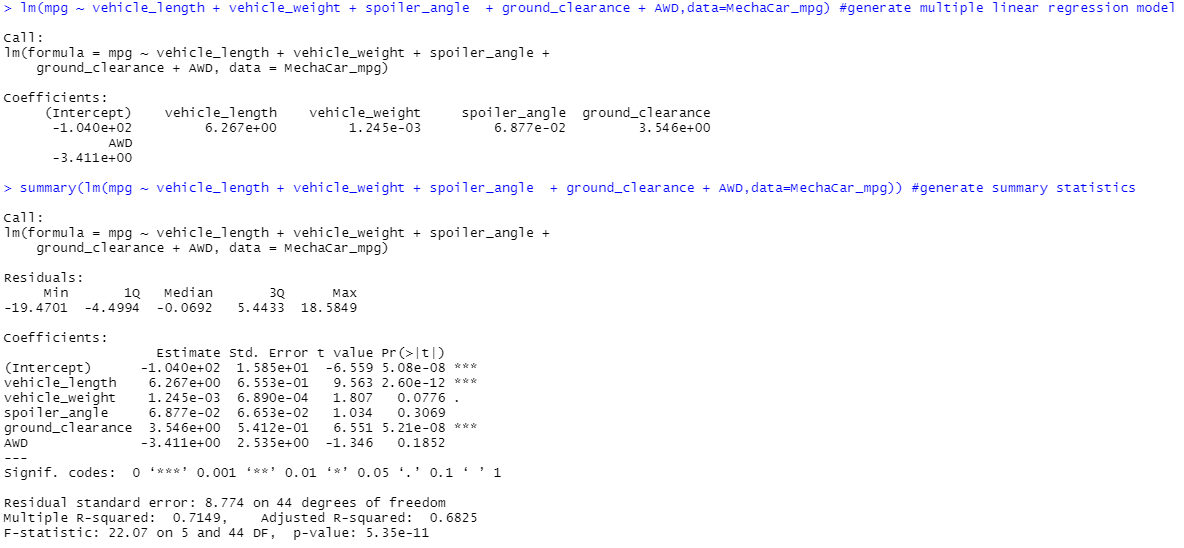 > lm(mpg ~ vehicle_length + vehicle_weight + spoiler_angle  + ground_clearance + AWD,data=MechaCar_mpg) #generate multiple linear regression model

Call:
lm(formula = mpg ~ vehicle_length + vehicle_weight + spoiler_angle +
    ground_clearance + AWD, data = MechaCar_mpg)

Coefficients:
     (Intercept)    vehicle_length    vehicle_weight     spoiler_angle  ground_clearance
      -1.040e+02         6.267e+00         1.245e-03         6.877e-02         3.546e+00
             AWD
      -3.411e+00

> summary(lm(mpg ~ vehicle_length + vehicle_weight + spoiler_angle  + ground_clearance + AWD,data=MechaCar_mpg)) #generate summary statistics

Call:
lm(formula = mpg ~ vehicle_length + vehicle_weight + spoiler_angle +
    ground_clearance + AWD, data = MechaCar_mpg)

Residuals:
     Min       1Q   Median       3Q      Max
-19.4701  -4.4994  -0.0692   5.4433  18.5849

Coefficients:
                   Estimate Std. Error t value Pr(>|t|)
(Intercept)      -1.040e+02  1.585e+01  -6.559 5.08e-08 ***
vehicle_length    6.267e+00  6.553e-01   9.563 2.60e-12 ***
vehicle_weight    1.245e-03  6.890e-04   1.807   0.0776 .
spoiler_angle     6.877e-02  6.653e-02   1.034   0.3069
ground_clearance  3.546e+00  5.412e-01   6.551 5.21e-08 ***
AWD              -3.411e+00  2.535e+00  -1.346   0.1852
---
Signif. codes:  0 ‘***’ 0.001 ‘**’ 0.01 ‘*’ 0.05 ‘.’ 0.1 ‘ ’ 1

Residual standard error: 8.774 on 44 degrees of freedom
Multiple R-squared:  0.7149,    Adjusted R-squared:  0.6825
F-statistic: 22.07 on 5 and 44 DF,  p-value: 5.35e-11